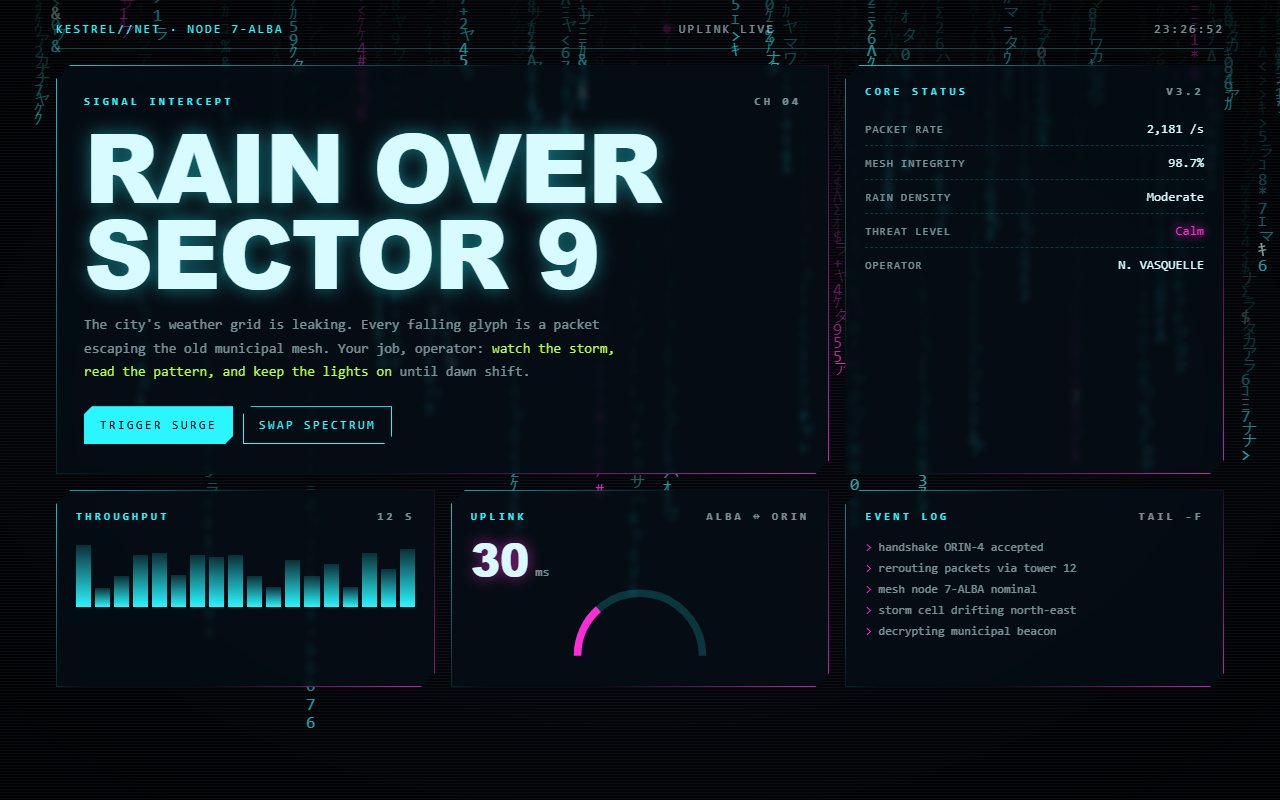 KESTREL//NET · NODE 7-ALBA
UPLINK LIVE
23:26:52
SIGNAL INTERCEPT
CH 04
RAIN OVER
SECTOR 9
The city's weather grid is leaking. Every falling glyph is a packet
escaping the old municipal mesh. Your job, operator: watch the storm,
read the pattern, and keep the lights on until dawn shift.
TRIGGER SURGE
SWAP SPECTRUM
CORE STATUS
V3.2
PACKET RATE
2,181 /s
MESH INTEGRITY
98.7%
RAIN DENSITY
Moderate
THREAT LEVEL
Calm
OPERATOR
N. VASQUELLE
THROUGHPUT
12 S
UPLINK
ALBA ↔ ORIN
30 ms
EVENT LOG
TAIL -F
> handshake ORIN-4 accepted
> rerouting packets via tower 12
> mesh node 7-ALBA nominal
> storm cell drifting north-east
> decrypting municipal beacon